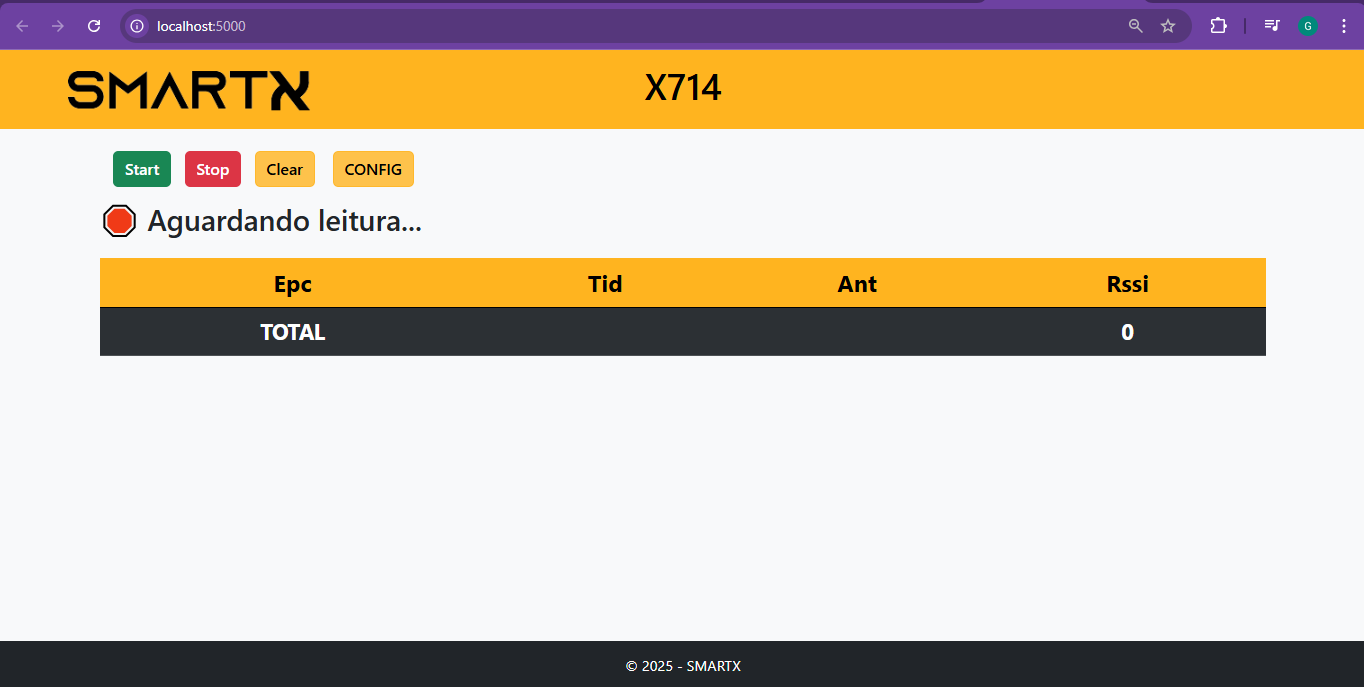 localhost:5000
G
SMARTX
X714
Start Stop Clear CONFIG
Aguardando leitura...
Epc Tid Ant Rssi
TOTAL 0
© 2025 - SMARTX